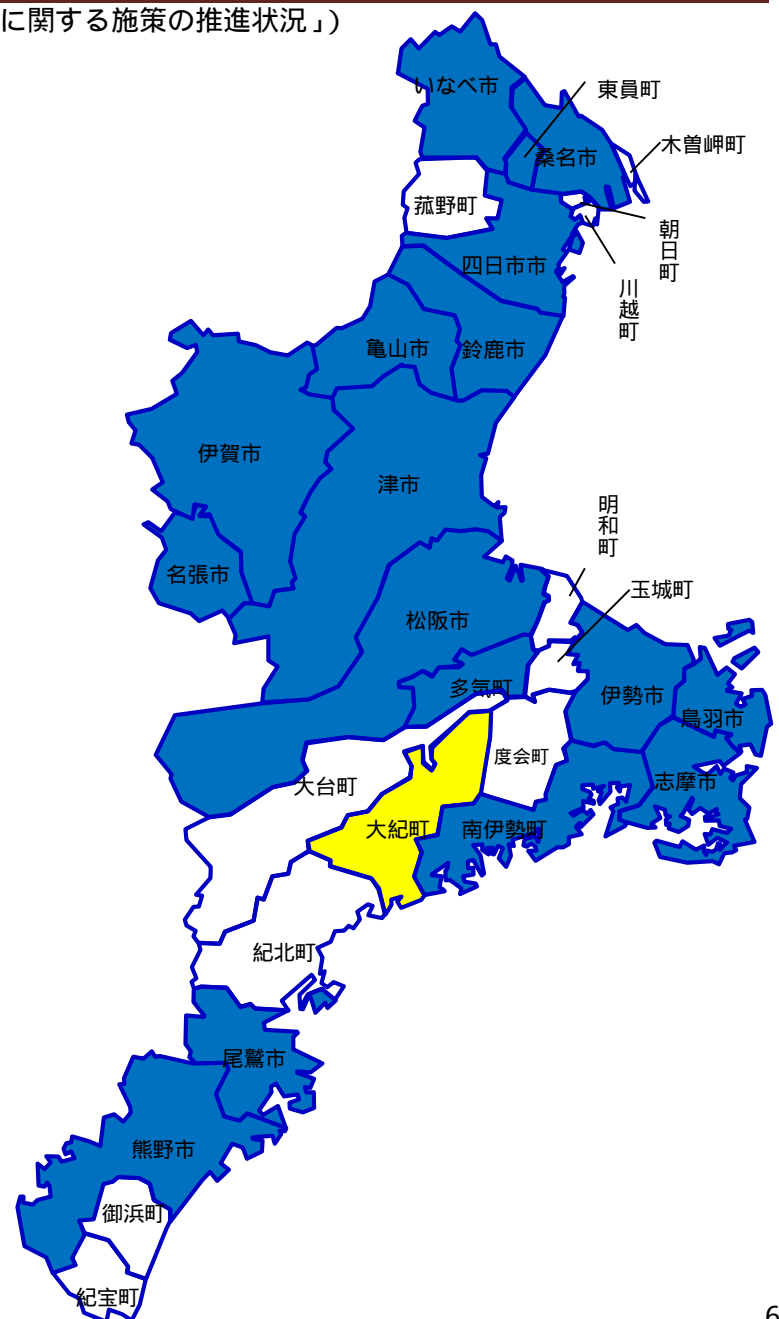 に関する施策の推進状況」)
いなべ市
東員町
桑名市
木曽岬町
菰野町
朝日町
四日市市
川越町
亀山市
鈴鹿市
伊賀市
津市
明和町
名張市
玉城町
松阪市
多気町
伊勢市
鳥羽市
度会町
志摩市
大台町
大紀町
南伊勢町
紀北町
尾鷲市
熊野市
御浜町
紀宝町
6